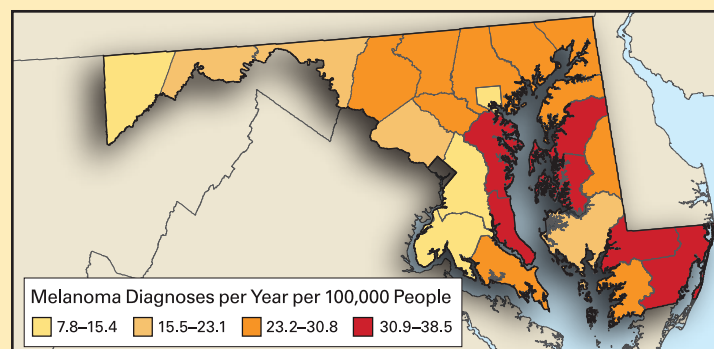 Melanoma Diagnoses per Year per 100,000 People
7.8–15.4 15.5–23.1 23.2–30.8 30.9–38.5